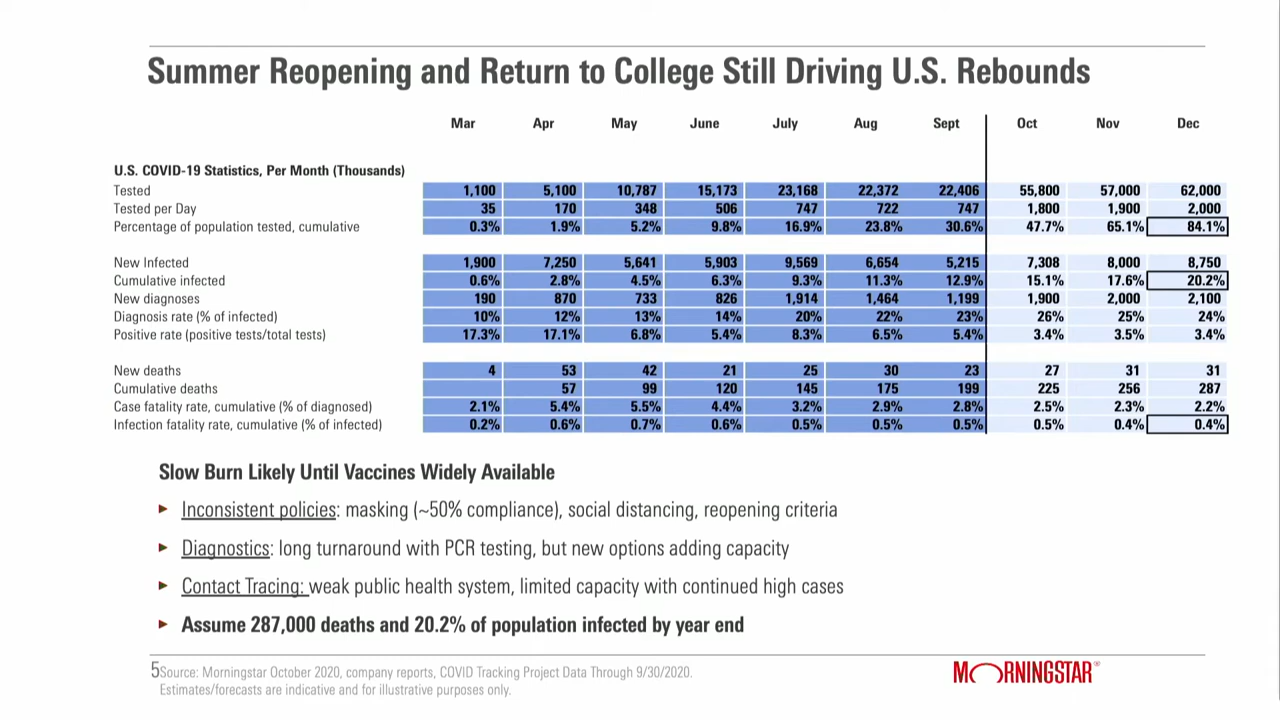 Summer Reopening and Return to College Still Driving U.S. Rebounds
Mar Apr May June July Aug Sept Oct Nov Dec
U.S. COVID-19 Statistics, Per Month (Thousands)
Tested 1,100 5,100 10,787 15,173 23,168 22,372 22,406 55,800 57,000 62,000
Tested per Day 35 170 348 506 747 722 747 1,800 1,900 2,000
Percentage of population tested, cumulative 0.3% 1.9% 5.2% 9.8% 16.9% 23.8% 30.6% 47.7% 65.1% 84.1%
New Infected 1,900 7,250 5,641 5,903 9,569 6,654 5,215 7,308 8,000 8,750
Cumulative infected 0.6% 2.8% 4.5% 6.3% 9.3% 11.3% 12.9% 15.1% 17.6% 20.2%
New diagnoses 190 870 733 826 1,914 1,464 1,199 1,900 2,000 2,100
Diagnosis rate (% of infected) 10% 12% 13% 14% 20% 22% 23% 26% 25% 24%
Positive rate (positive tests/total tests) 17.3% 17.1% 6.8% 5.4% 8.3% 6.5% 5.4% 3.4% 3.5% 3.4%
New deaths 4 53 42 21 25 30 23 27 31 31
Cumulative deaths 57 99 120 145 175 199 225 256 287
Case fatality rate, cumulative (% of diagnosed) 2.1% 5.4% 5.5% 4.4% 3.2% 2.9% 2.8% 2.5% 2.3% 2.2%
Infection fatality rate, cumulative (% of infected) 0.2% 0.6% 0.7% 0.6% 0.5% 0.5% 0.5% 0.5% 0.4% 0.4%
Slow Burn Likely Until Vaccines Widely Available
Inconsistent policies: masking (~50% compliance), social distancing, reopening criteria
Diagnostics: long turnaround with PCR testing, but new options adding capacity
Contact Tracing: weak public health system, limited capacity with continued high cases
Assume 287,000 deaths and 20.2% of population infected by year end
5 Source: Morningstar October 2020, company reports, COVID Tracking Project Data Through 9/30/2020.
Estimates/forecasts are indicative and for illustrative purposes only.
MORNINGSTAR®